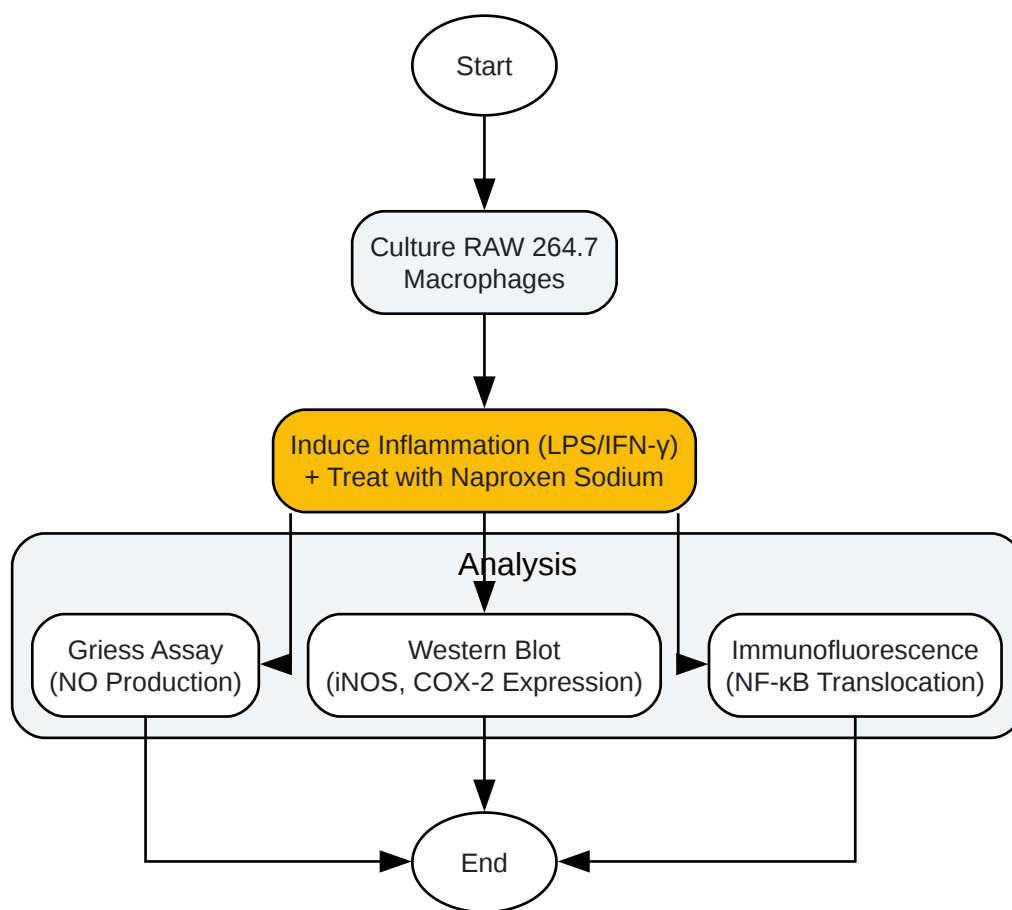 Start
Culture RAW 264.7
Macrophages
Induce Inflammation (LPS/IFN-γ)
+ Treat with Naproxen Sodium
Analysis
Griess Assay
(NO Production)
Western Blot
(iNOS, COX-2 Expression)
Immunofluorescence
(NF-κB Translocation)
End